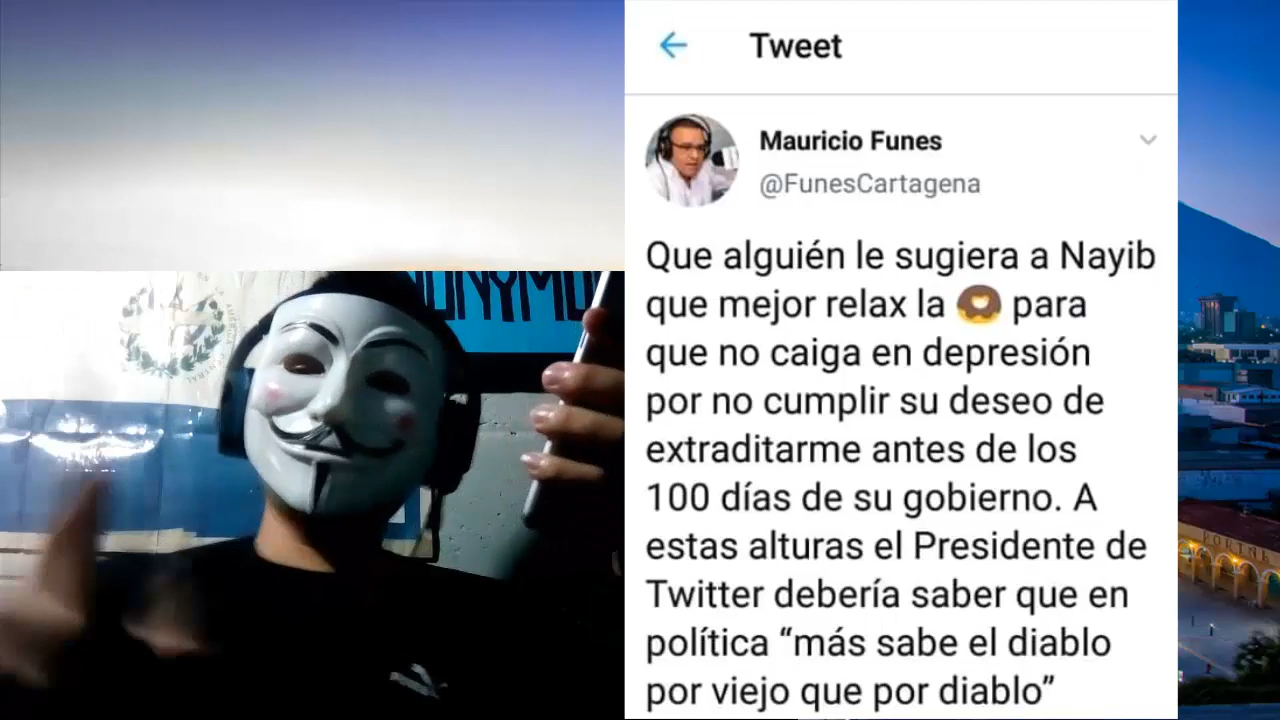 Tweet
Mauricio Funes
@FunesCartagena
Que alguién le sugiera a Nayib
que mejor relax la 🍩 para
que no caiga en depresión
por no cumplir su deseo de
extraditarme antes de los
100 días de su gobierno. A
estas alturas el Presidente de
Twitter debería saber que en
política “más sabe el diablo
por viejo que por diablo”
ONYMO